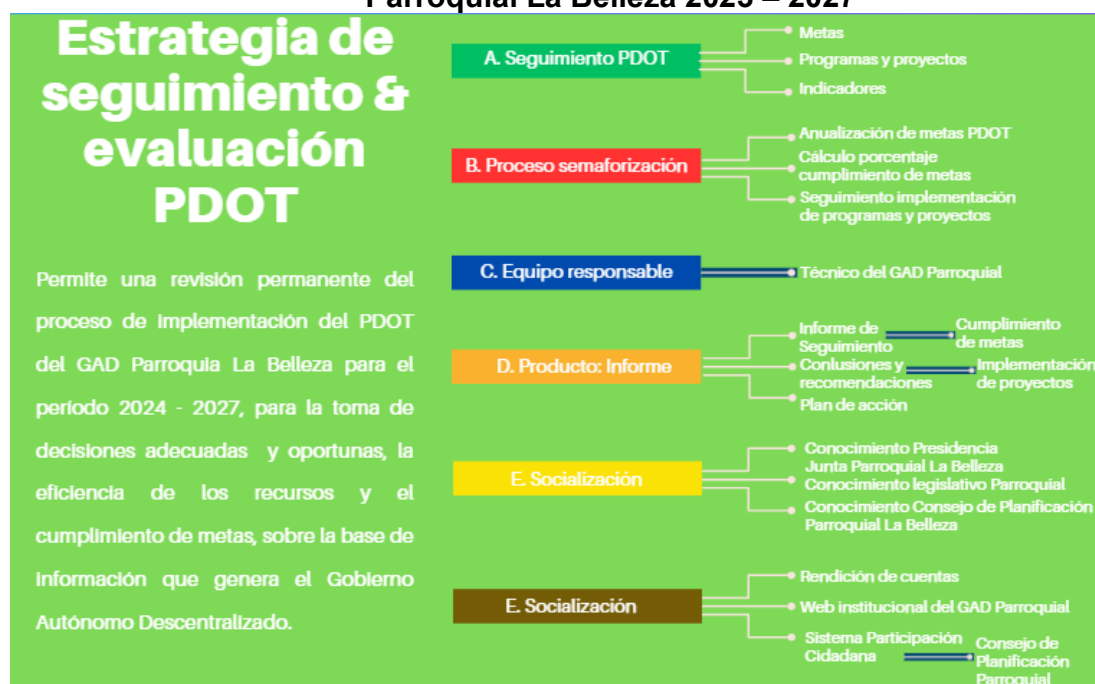 Parroquial La Belleza 2023 – 2027
Estrategia de
seguimiento &
evaluación
PDOT
Permite una revisión permanente del
proceso de implementación del PDOT
del GAD Parroquia La Belleza para el
periodo 2024 - 2027, para la toma de
decisiones adecuadas y oportunas, la
eficiencia de los recursos y el
cumplimiento de metas, sobre la base de
información que genera el Gobierno
Autónomo Descentralizado.
A. Seguimiento PDOT
Metas
Programas y proyectos
Indicadores
B. Proceso semaforización
Anualización de metas PDOT
Cálculo porcentaje
cumplimiento de metas
Seguimiento implementación
de programas y proyectos
C. Equipo responsable
Técnico del GAD Parroquial
D. Producto: Informe
Informe de
Seguimiento
Cumplimiento
de metas
Conlusiones y
recomendaciones
Implementación
de proyectos
Plan de acción
E. Socialización
Conocimiento Presidencia
Junta Parroquial La Belleza
Conocimiento legislativo Parroquial
Conocimiento Consejo de Planificación
Parroquial La Belleza
E. Socialización
Rendición de cuentas
Web institucional del GAD Parroquial
Sistema Participación
Cidadana
Consejo de
Planificación
Parroquial